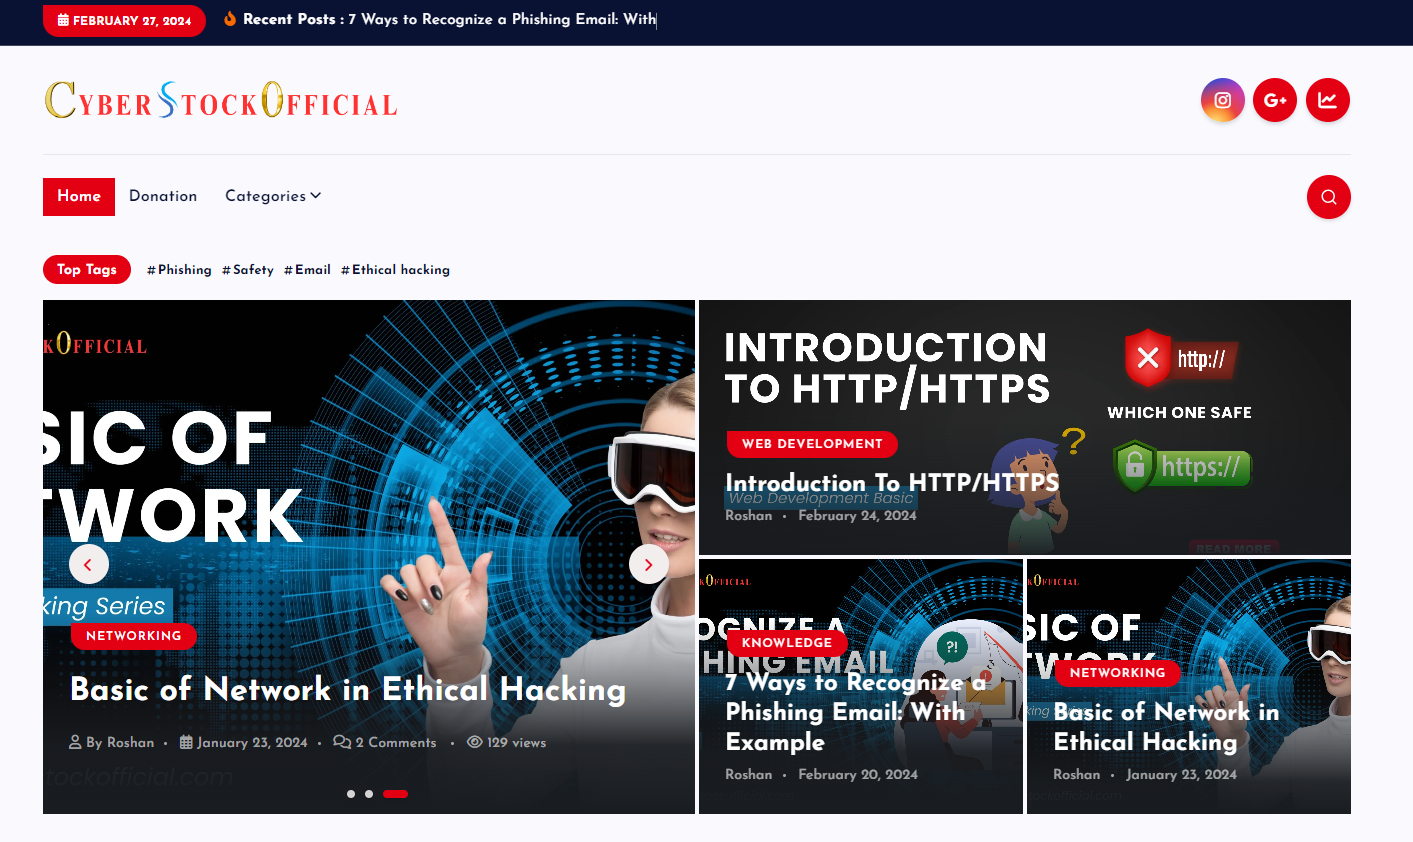 FEBRUARY 27, 2024
Recent Posts : 7 Ways to Recognize a Phishing Email: With
CYBERSTOCKOFFICIAL
G+
Home
Donation
Categories
Top Tags
#Phishing #Safety #Email #Ethical hacking
KOFFICIAL
SIC OF
TWORK
king Series
NETWORKING
Basic of Network in Ethical Hacking
By Roshan • January 23, 2024 • 2 Comments • 129 views
tockofficial.com
INTRODUCTION
TO HTTP/HTTPS
http://
WHICH ONE SAFE
https://
?
WEB DEVELOPMENT
Introduction To HTTP/HTTPS
Web Development Basic
Roshan • February 24, 2024
READ MORE
KOFFICIAL
OGNIZE A
HING EMAIL
?!
KNOWLEDGE
7 Ways to Recognize a
Phishing Email: With
Example
Roshan • February 20, 2024
KOFFICIAL
SIC OF
TWORK
king Series
NETWORKING
Basic of Network in
Ethical Hacking
Roshan • January 23, 2024